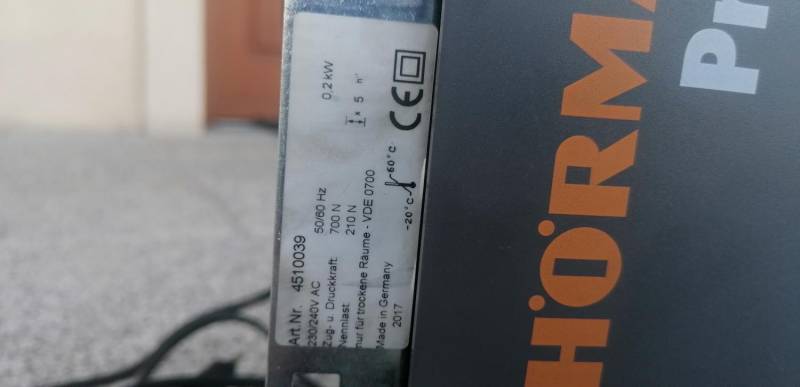 Art.Nr. 4510039
230/240V AC 50/60 Hz 0,2 kW
Zug- u. Druckkraft 700 N
Nennlast 210 N x 5 h⁻¹
nur für trockene Räume - VDE 0700
Made in Germany -20°C 60°C CE
2017
HÖRMA
Pr